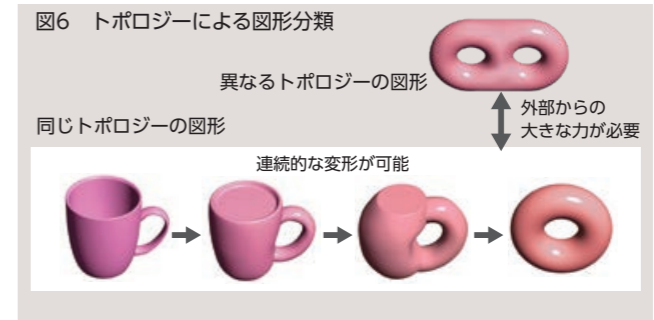 図6　トポロジーによる図形分類
異なるトポロジーの図形
外部からの
大きな力が必要
同じトポロジーの図形
連続的な変形が可能